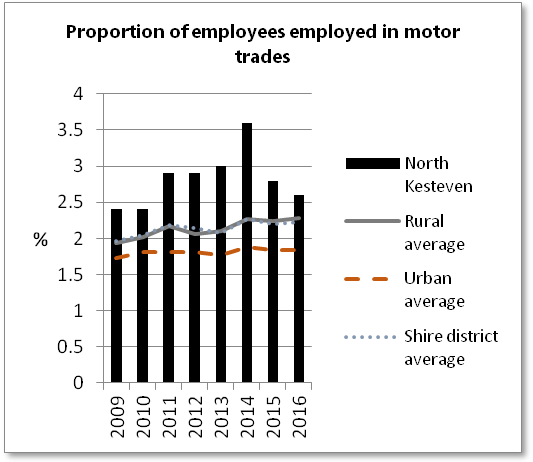 Proportion of employees employed in motor
trades
4
3.5
3
2.5
2
1.5
1
0.5
0
%
2009
2010
2011
2012
2013
2014
2015
2016
North
Kesteven
Rural
average
Urban
average
Shire district
average